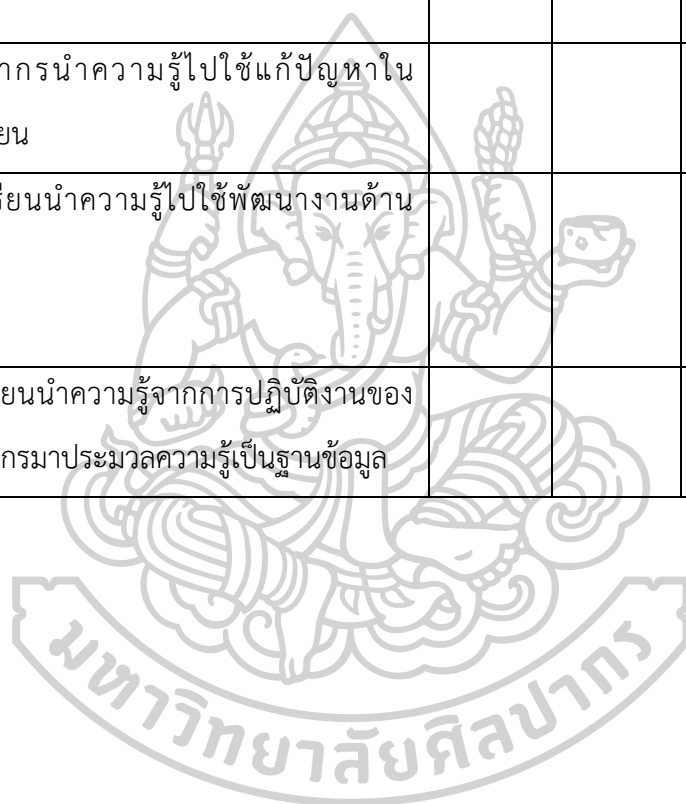 ากรนำความรู้ไปใช้แก้ปัญหาใน
ยน
รียนนำความรู้ไปใช้พัฒนางานด้าน
ยนนำความรู้จากการปฏิบัติงานของ
กรมาประมวลความรู้เป็นฐานข้อมูล
มหาวิทยาลัยศิลปากร